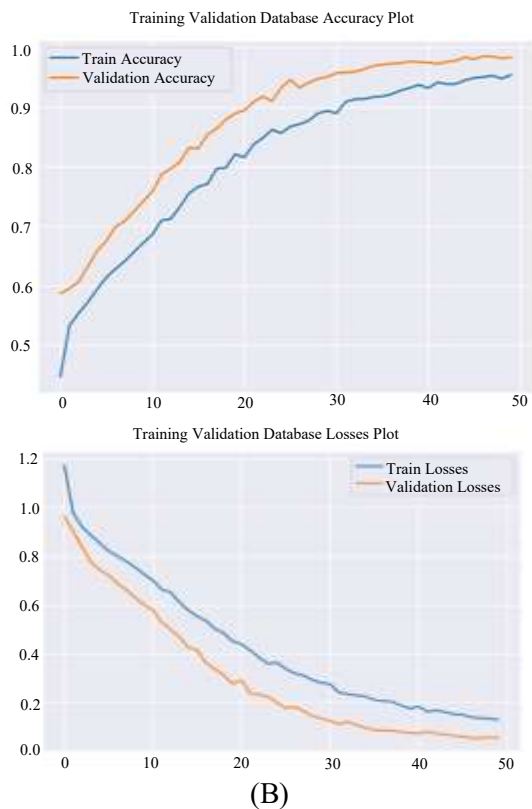 Training Validation Database Accuracy Plot
1.0
Train Accuracy
Validation Accuracy
0.9
0.8
0.7
0.6
0.5
0 10 20 30 40 50
Training Validation Database Losses Plot
1.2
Train Losses
Validation Losses
1.0
0.8
0.6
0.4
0.2
0.0
0 10 20 30 40 50
(B)